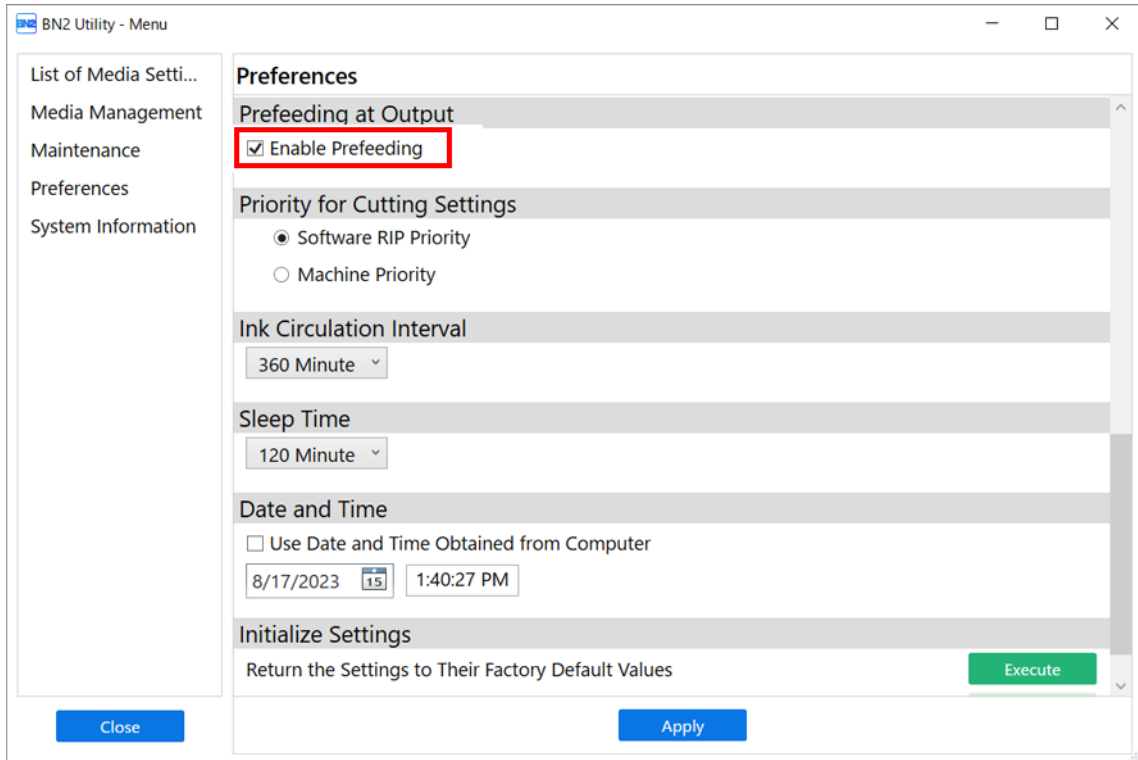 BN2 BN2 Utility - Menu
List of Media Setti...
Media Management
Maintenance
Preferences
System Information
Close
Preferences
Prefeeding at Output
Enable Prefeeding
Priority for Cutting Settings
Software RIP Priority
Machine Priority
Ink Circulation Interval
360 Minute
Sleep Time
120 Minute
Date and Time
Use Date and Time Obtained from Computer
8/17/2023 15 1:40:27 PM
Initialize Settings
Return the Settings to Their Factory Default Values Execute
Apply